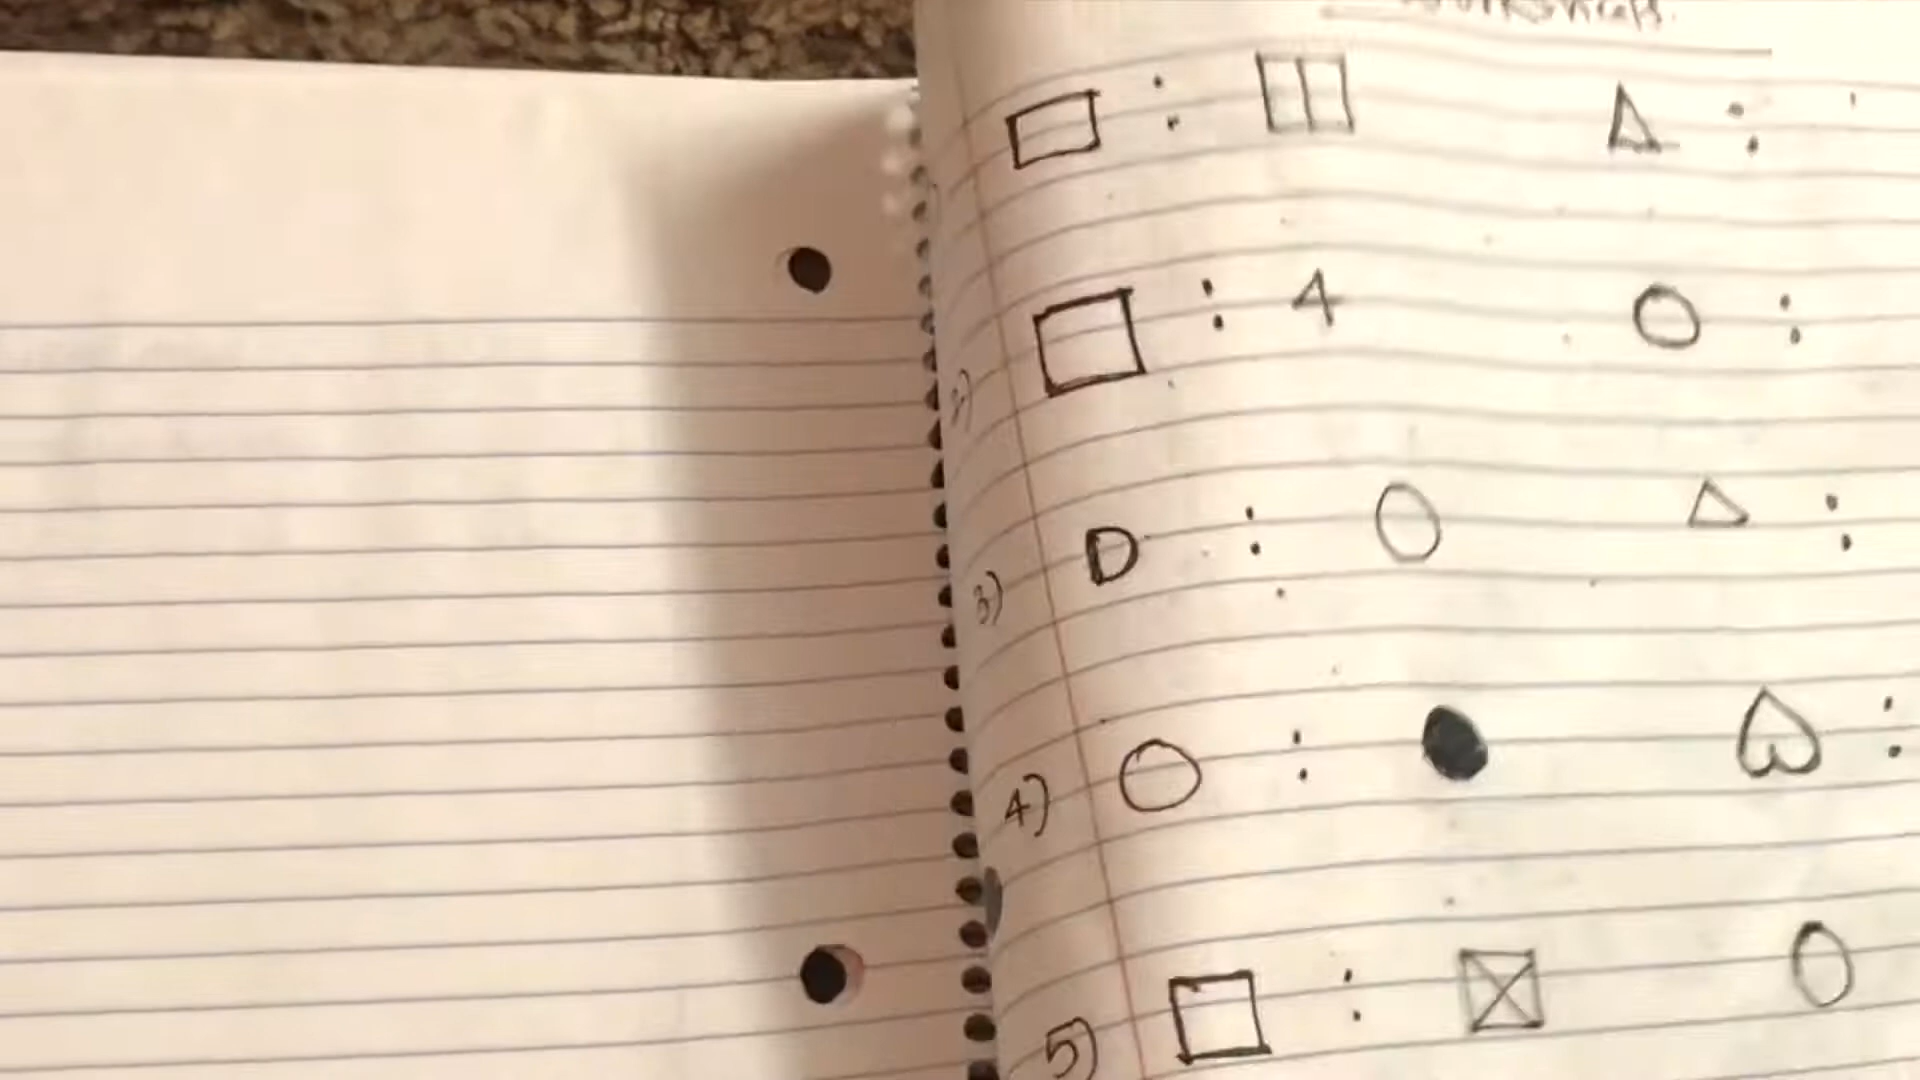 : :
2) : 4 :
3) D : :
4) : :
5) :